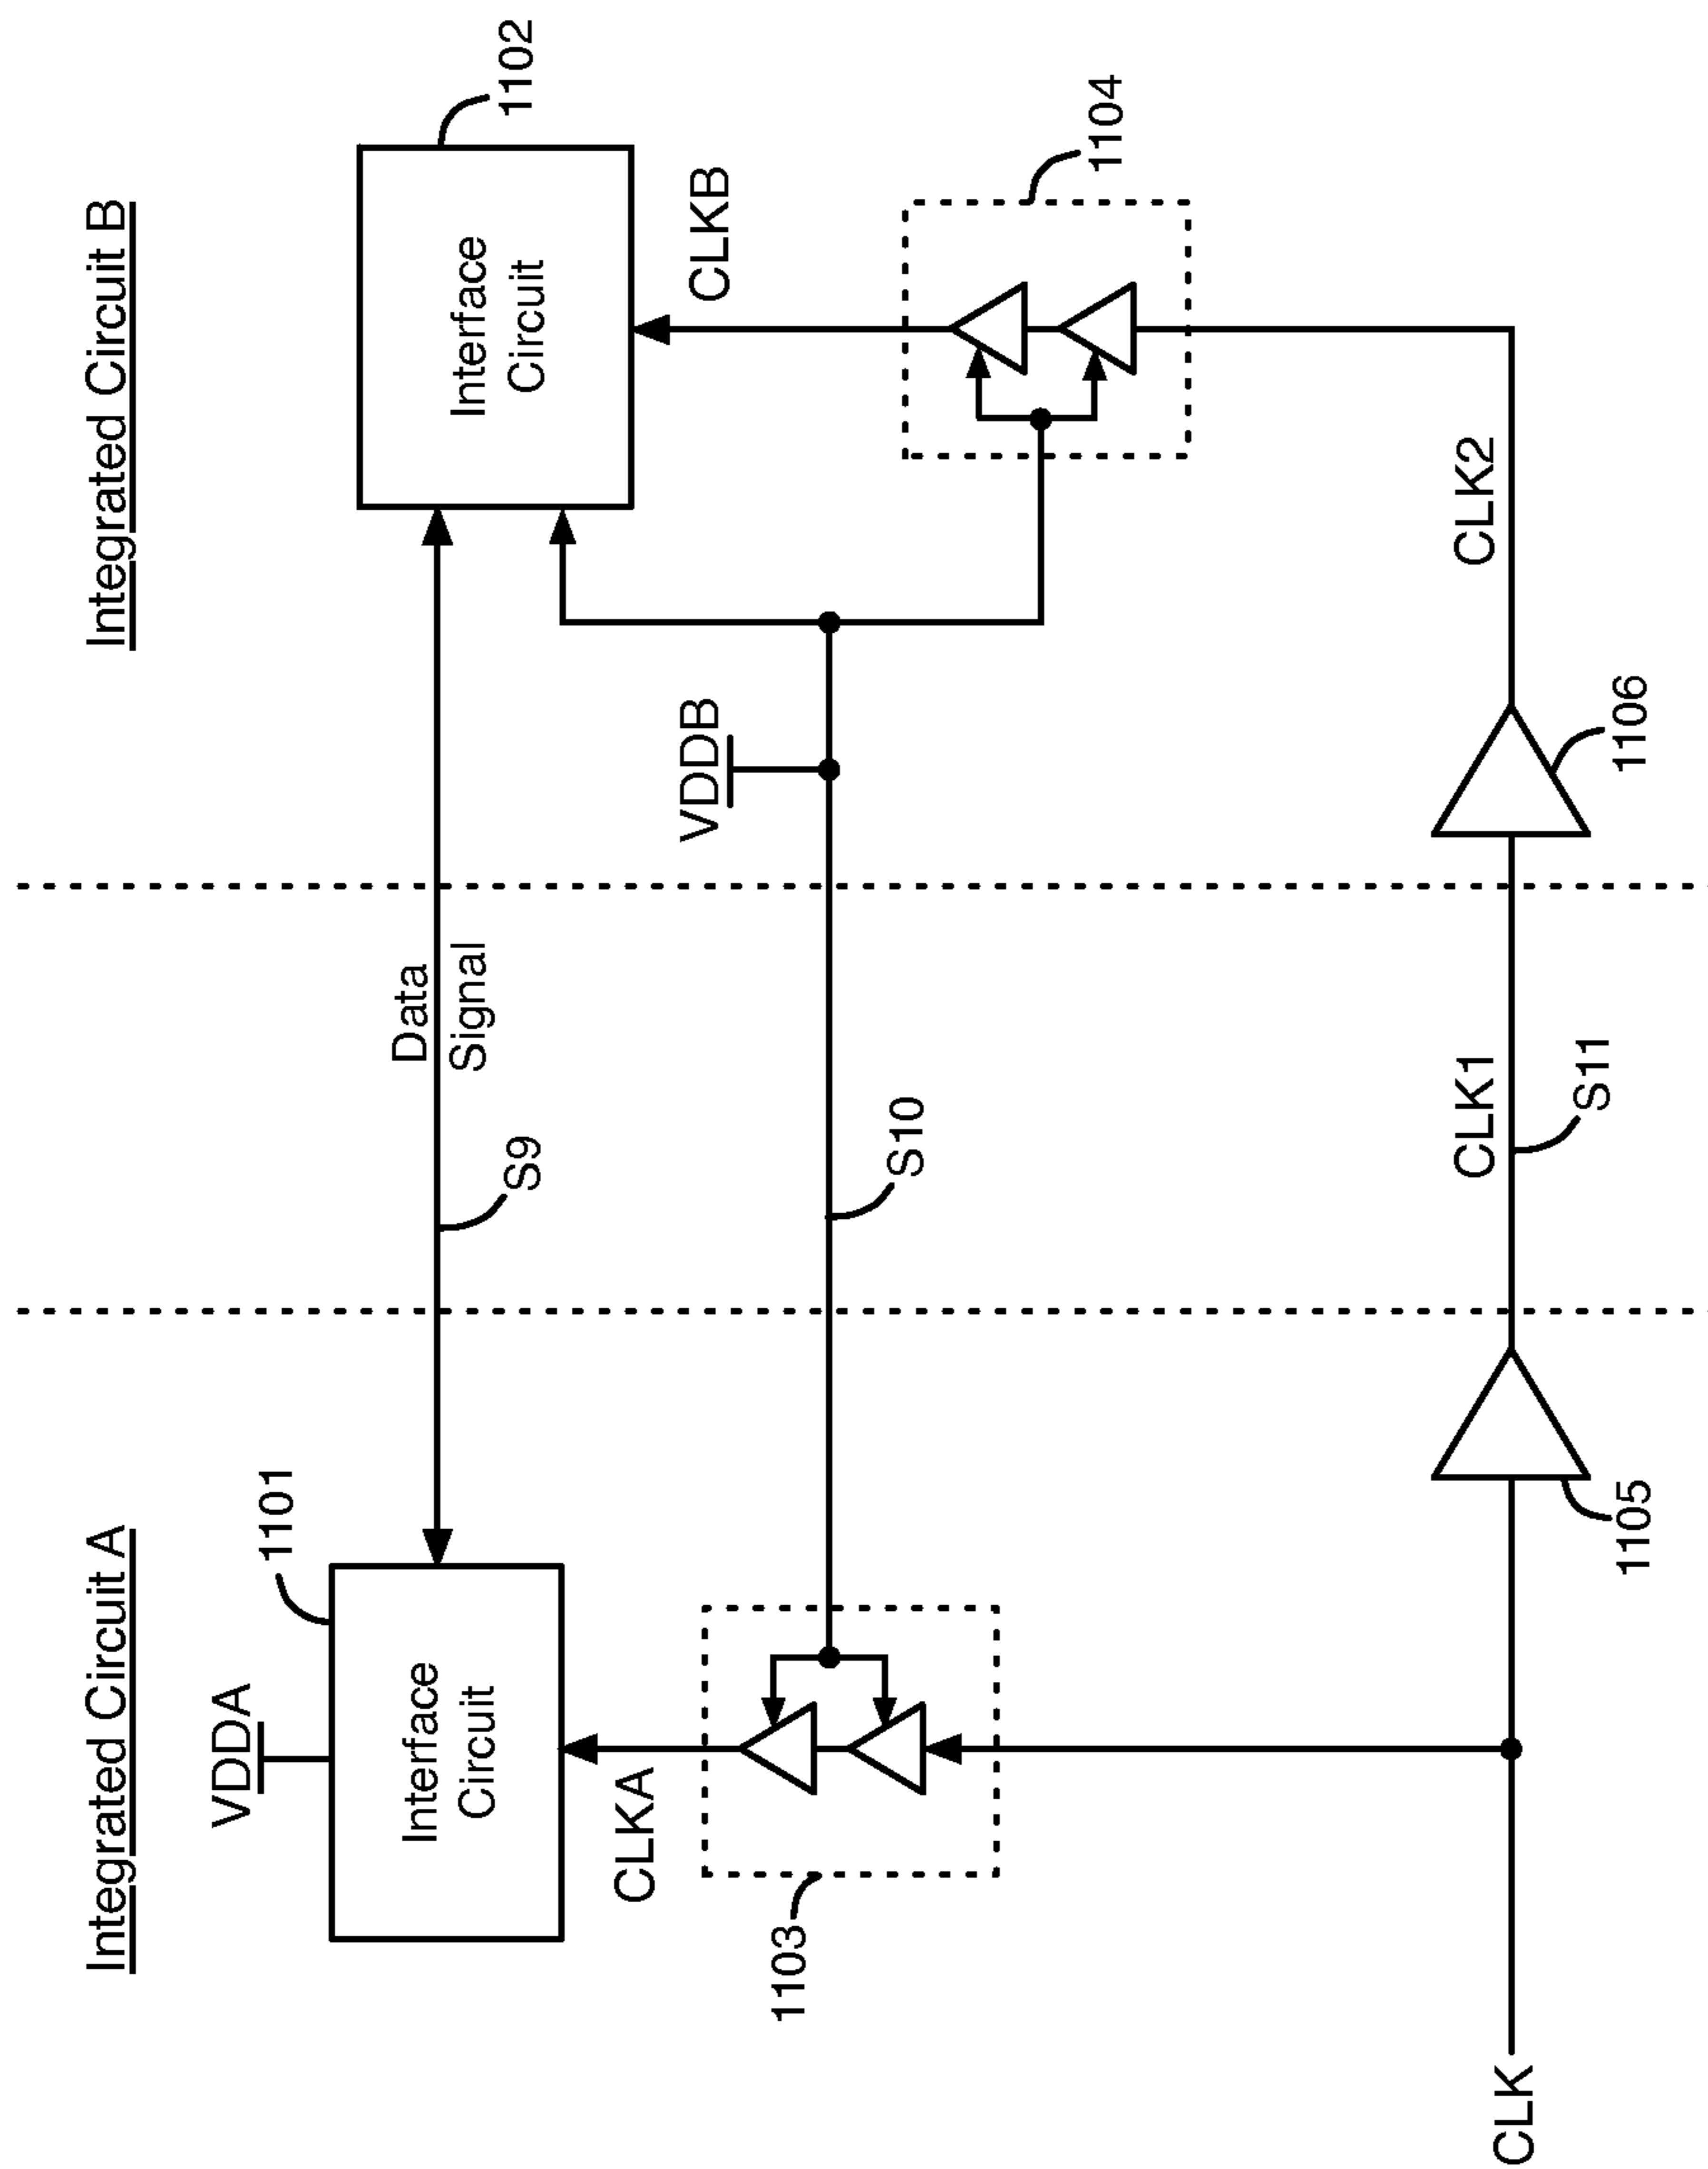 Integrated Circuit A
Integrated Circuit B
VDDA
1101
Interface
Circuit
Data
Signal
S9
Interface
Circuit
1102
CLKA
VDDB
CLKB
1103
S10
1104
CLK
1105
CLK1
S11
1106
CLK2